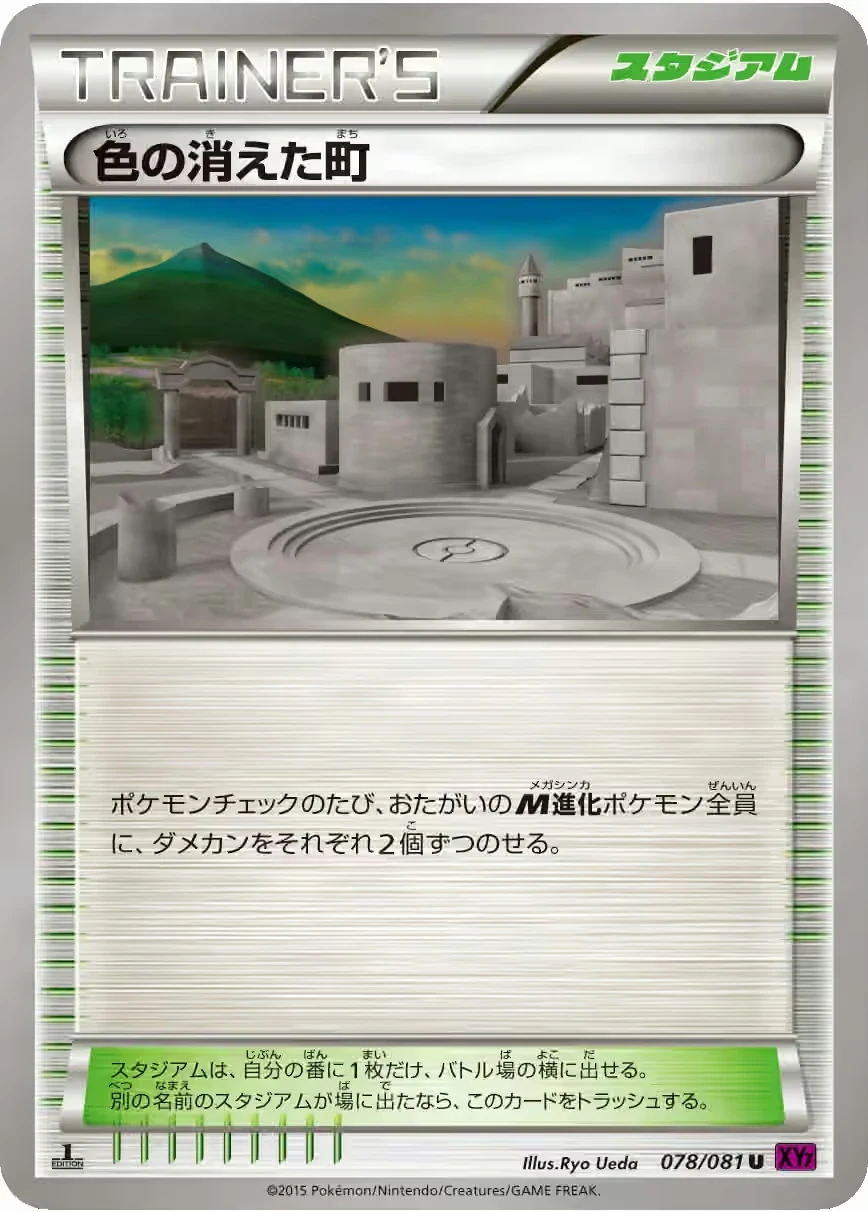 TRAINER'S
スタジアム
色の消えた町
ポケモンチェックのたび、おたがいのM進化ポケモン全員
に、ダメカンをそれぞれ2個ずつのせる。
スタジアムは、自分の番に1枚だけ、バトル場の横に出せる。
別の名前のスタジアムが場に出たなら、このカードをトラッシュする。
1 EDITION
Illus.Ryo Ueda 078/081 U XY7
©2015 Pokémon/Nintendo/Creatures/GAME FREAK.